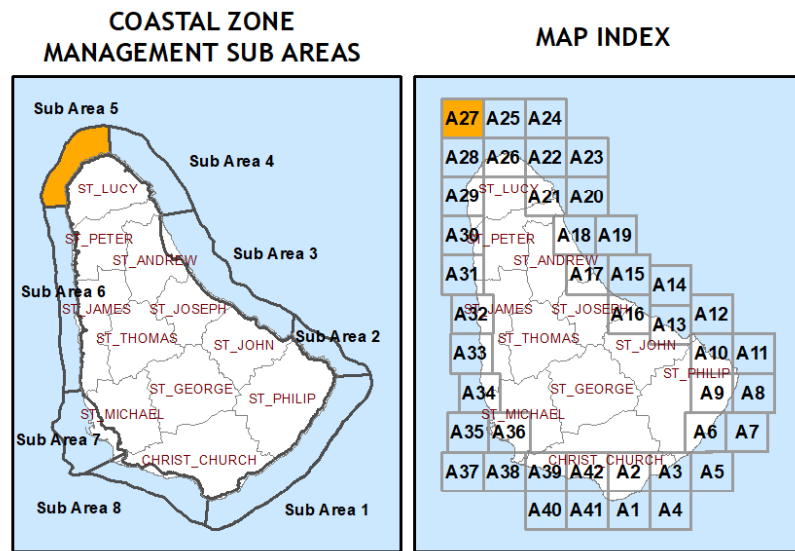 COASTAL ZONE
MANAGEMENT SUB AREAS
Sub Area 5
Sub Area 4
ST_LUCY
ST_PETER
Sub Area 3
ST_ANDREW
Sub Area 6
ST_JAMES
ST_JOSEPH
ST_THOMAS
Sub Area 2
ST_JOHN
ST_GEORGE
ST_PHILIP
ST_MICHAEL
Sub Area 7
CHRIST_CHURCH
Sub Area 8
Sub Area 1
MAP INDEX
A27 A25 A24
A28 A26 A22 A23
A29 ST_LUCY A21 A20
A30 ST_PETER A18 A19
ST_ANDREW
A31 A17 A15 A14
A32 ST_JAMES ST_JOSEPH A16 A13 A12
A33 ST_THOMAS ST_JOHN A10 A11
ST_PHILIP
A34 ST_GEORGE A9 A8
ST_MICHAEL
A35 A36 A6 A7
CHRIST_CHURCH
A37 A38 A39 A42 A2 A3 A5
A40 A41 A1 A4